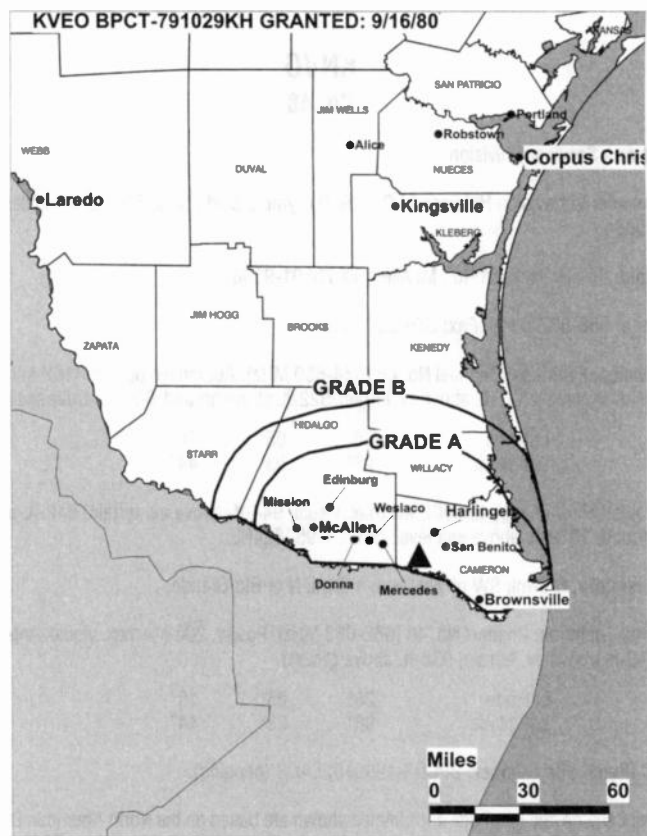 KVEO BPCT-791029KH GRANTED: 9/16/80
ARKANSAS
SAN PATRICIO
JIM WELLS
Portland
Robstown
Alice
WEBB
DUVAL
NUECES
Corpus Chris
Laredo
Kingsville
KLEBERG
JIM HOGG
BROOKS
ZAPATA
KENEDY
GRADE B
HIDALGO
GRADE A
STARR
WILLACY
Edinburg
Mission
Weslaco
Harlingen
McAllen
San Benito
CAMERON
Donna
Mercedes
Brownsville
Miles
0 30 60